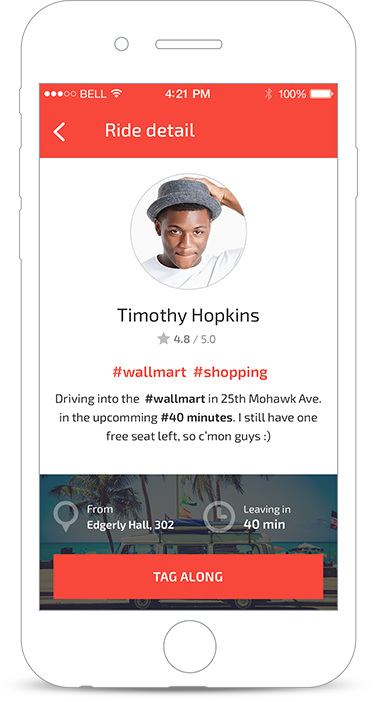 BELL 4:21 PM 100%
Ride detail
Timothy Hopkins
4.8 / 5.0
#wallmart #shopping
Driving into the #wallmart in 25th Mohawk Ave.
in the upcomming #40 minutes. I still have one
free seat left, so c'mon guys :)
From
Edgerly Hall, 302
Leaving in
40 min
TAG ALONG